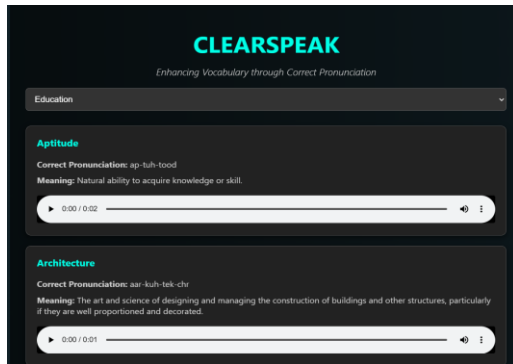 CLEARSPEAK
Enhancing Vocabulary through Correct Pronunciation
Education
Aptitude
Correct Pronunciation: ap-tuh-tood
Meaning: Natural ability to acquire knowledge or skill.
0:00 / 0:02
Architecture
Correct Pronunciation: aar-kuh-tek-chr
Meaning: The art and science of designing and managing the construction of buildings and other structures, particularly
if they are well proportioned and decorated.
0:00 / 0:01